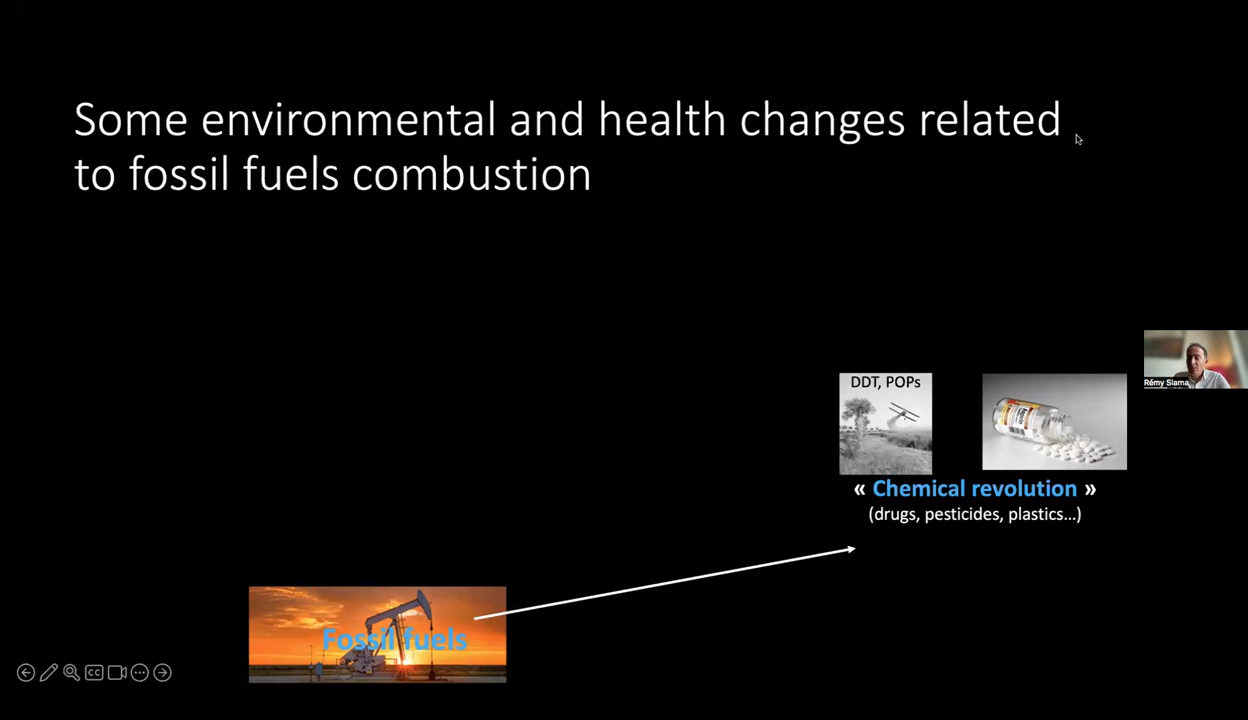 Some environmental and health changes related
to fossil fuels combustion
DDT, POPs
Rémy Slama
« Chemical revolution »
(drugs, pesticides, plastics...)
Fossil fuels
CC